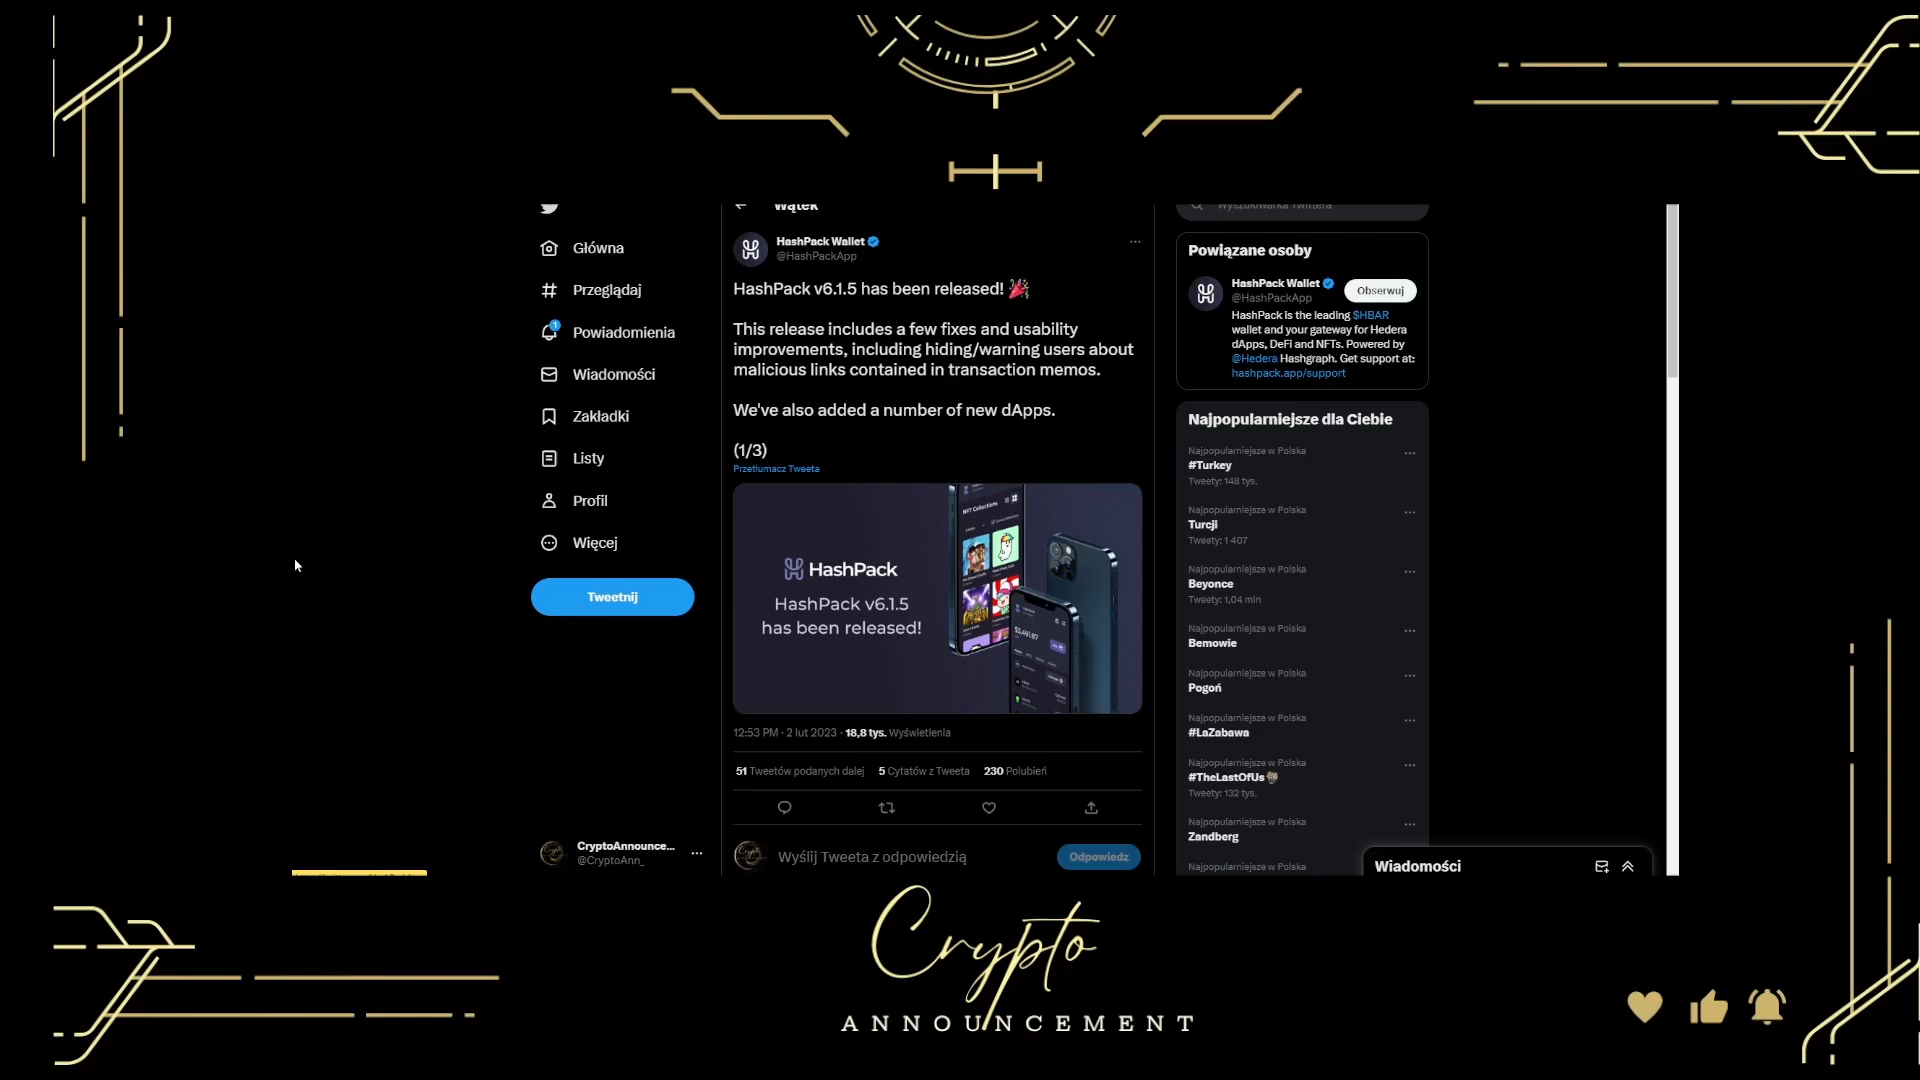 Główna
Przeglądaj
1
Powiadomienia
Wiadomości
Zakładki
Listy
Profil
Więcej
Tweetnij
CryptoAnnounce...
@CryptoAnn_
Wątek
HashPack Wallet
@HashPackApp
HashPack v6.1.5 has been released! 🎉
This release includes a few fixes and usability
improvements, including hiding/warning users about
malicious links contained in transaction memos.
We've also added a number of new dApps.
(1/3)
Przetłumacz Tweeta
NFT Collections
HashPack
HashPack v6.1.5
has been released!
$3,491.87
12:53 PM · 2 lut 2023 · 18,8 tys. Wyświetlenia
51 Tweetów podanych dalej 5 Cytatów z Tweeta 230 Polubień
Wyślij Tweeta z odpowiedzią
Odpowiedz
Wyszukiwarka Twittera
Powiązane osoby
HashPack Wallet
@HashPackApp
Obserwuj
HashPack is the leading $HBAR
wallet and your gateway for Hedera
dApps, DeFi and NFTs. Powered by
@Hedera Hashgraph. Get support at:
hashpack.app/support
Najpopularniejsze dla Ciebie
Najpopularniejsze w Polska
#Turkey
Tweety: 148 tys.
Najpopularniejsze w Polska
Turcji
Tweety: 1 407
Najpopularniejsze w Polska
Beyonce
Tweety: 1,04 mln
Najpopularniejsze w Polska
Bemowie
Najpopularniejsze w Polska
Pogoń
Najpopularniejsze w Polska
#LaZabawa
Najpopularniejsze w Polska
#TheLastOfUs
Tweety: 132 tys.
Najpopularniejsze w Polska
Zandberg
Najpopularniejsze w Polska
Wiadomości
Crypto
ANNOUNCEMENT